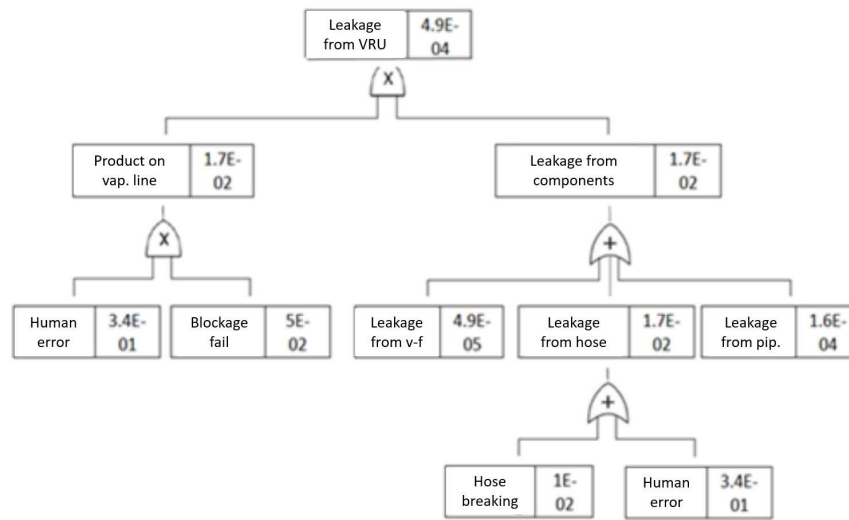 Leakage
from VRU
4.9E-
04
X
Product on
vap. line
1.7E-
02
Leakage from
components
1.7E-
02
X
+
Human
error
3.4E-
01
Blockage
fail
5E-
02
Leakage
from v-f
4.9E-
05
Leakage
from hose
1.7E-
02
Leakage
from pip.
1.6E-
04
+
Hose
breaking
1E-
02
Human
error
3.4E-
01